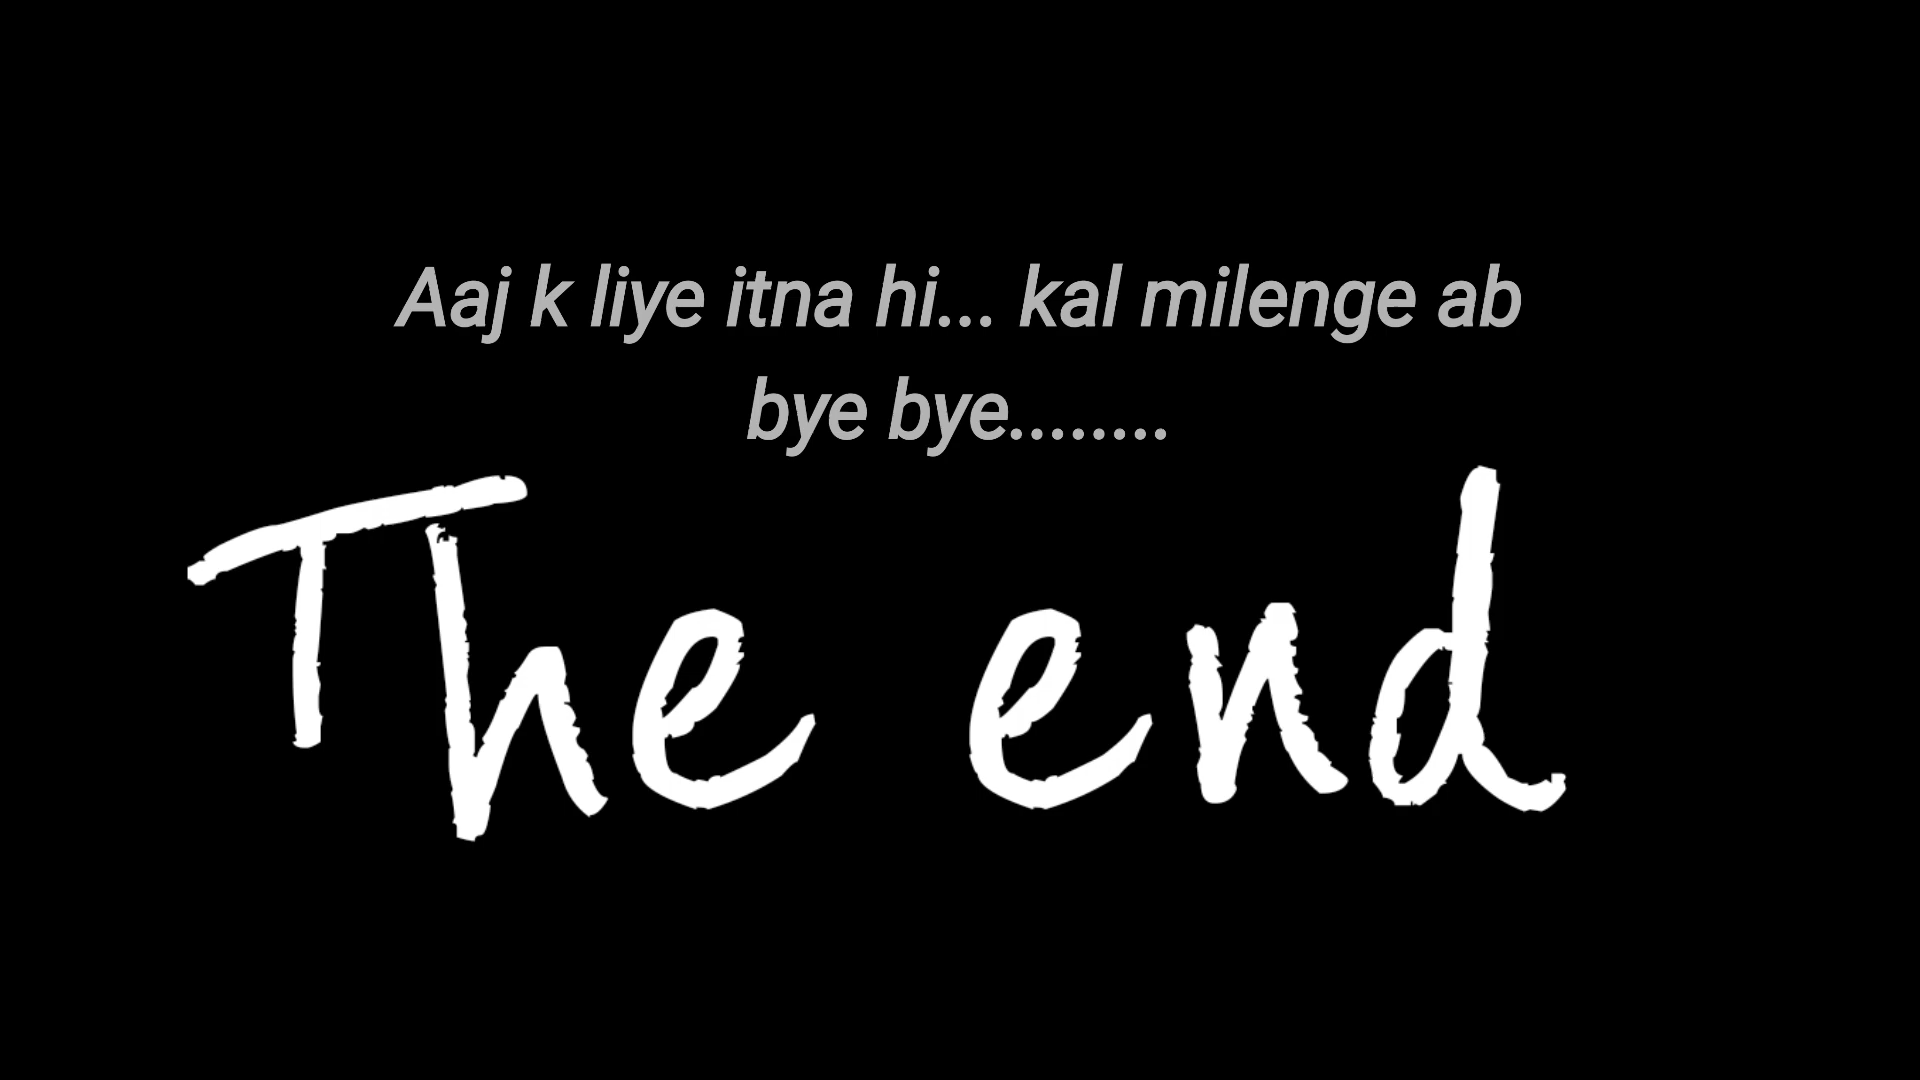 Aaj k liye itna hi... kal milenge ab
bye bye........
The end